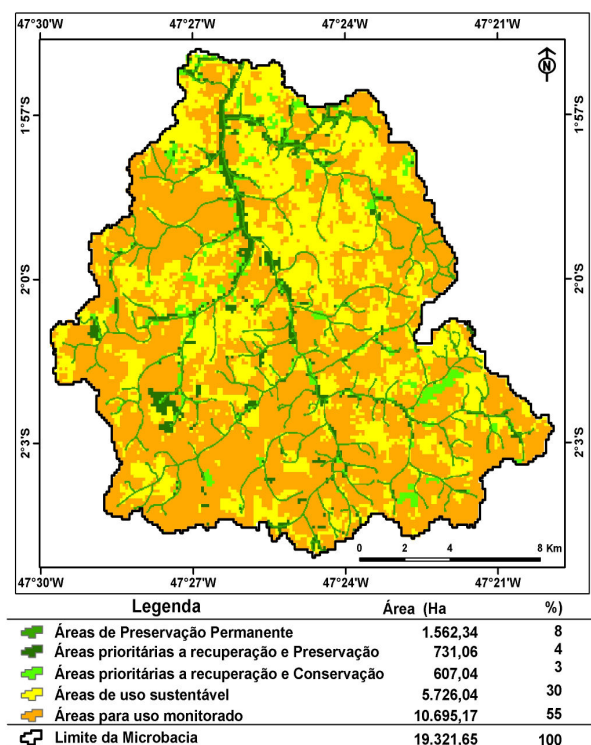 47°30'W 47°27'W 47°24'W 47°21'W
N
1°57'S 1°57'S
2°0'S 2°0'S
2°3'S 2°3'S
0 2 4 8 Km
47°30'W 47°27'W 47°24'W 47°21'W
Legenda Área (Ha %)
Áreas de Preservação Permanente 1.562,34 8
Áreas prioritárias a recuperação e Preservação 731,06 4
Áreas prioritárias a recuperação e Conservação 607,04 3
Áreas de uso sustentável 5.726,04 30
Áreas para uso monitorado 10.695,17 55
Limite da Microbacia 19.321,65 100